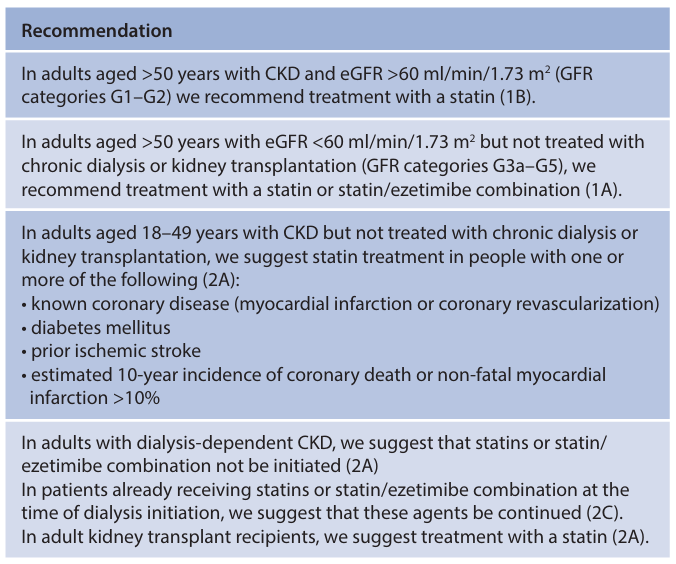 Recommendation
In adults aged >50 years with CKD and eGFR >60 ml/min/1.73 m² (GFR
categories G1–G2) we recommend treatment with a statin (1B).
In adults aged >50 years with eGFR <60 ml/min/1.73 m² but not treated with
chronic dialysis or kidney transplantation (GFR categories G3a–G5), we
recommend treatment with a statin or statin/ezetimibe combination (1A).
In adults aged 18–49 years with CKD but not treated with chronic dialysis or
kidney transplantation, we suggest statin treatment in people with one or
more of the following (2A):
• known coronary disease (myocardial infarction or coronary revascularization)
• diabetes mellitus
• prior ischemic stroke
• estimated 10-year incidence of coronary death or non-fatal myocardial
infarction >10%
In adults with dialysis-dependent CKD, we suggest that statins or statin/
ezetimibe combination not be initiated (2A)
In patients already receiving statins or statin/ezetimibe combination at the
time of dialysis initiation, we suggest that these agents be continued (2C).
In adult kidney transplant recipients, we suggest treatment with a statin (2A).